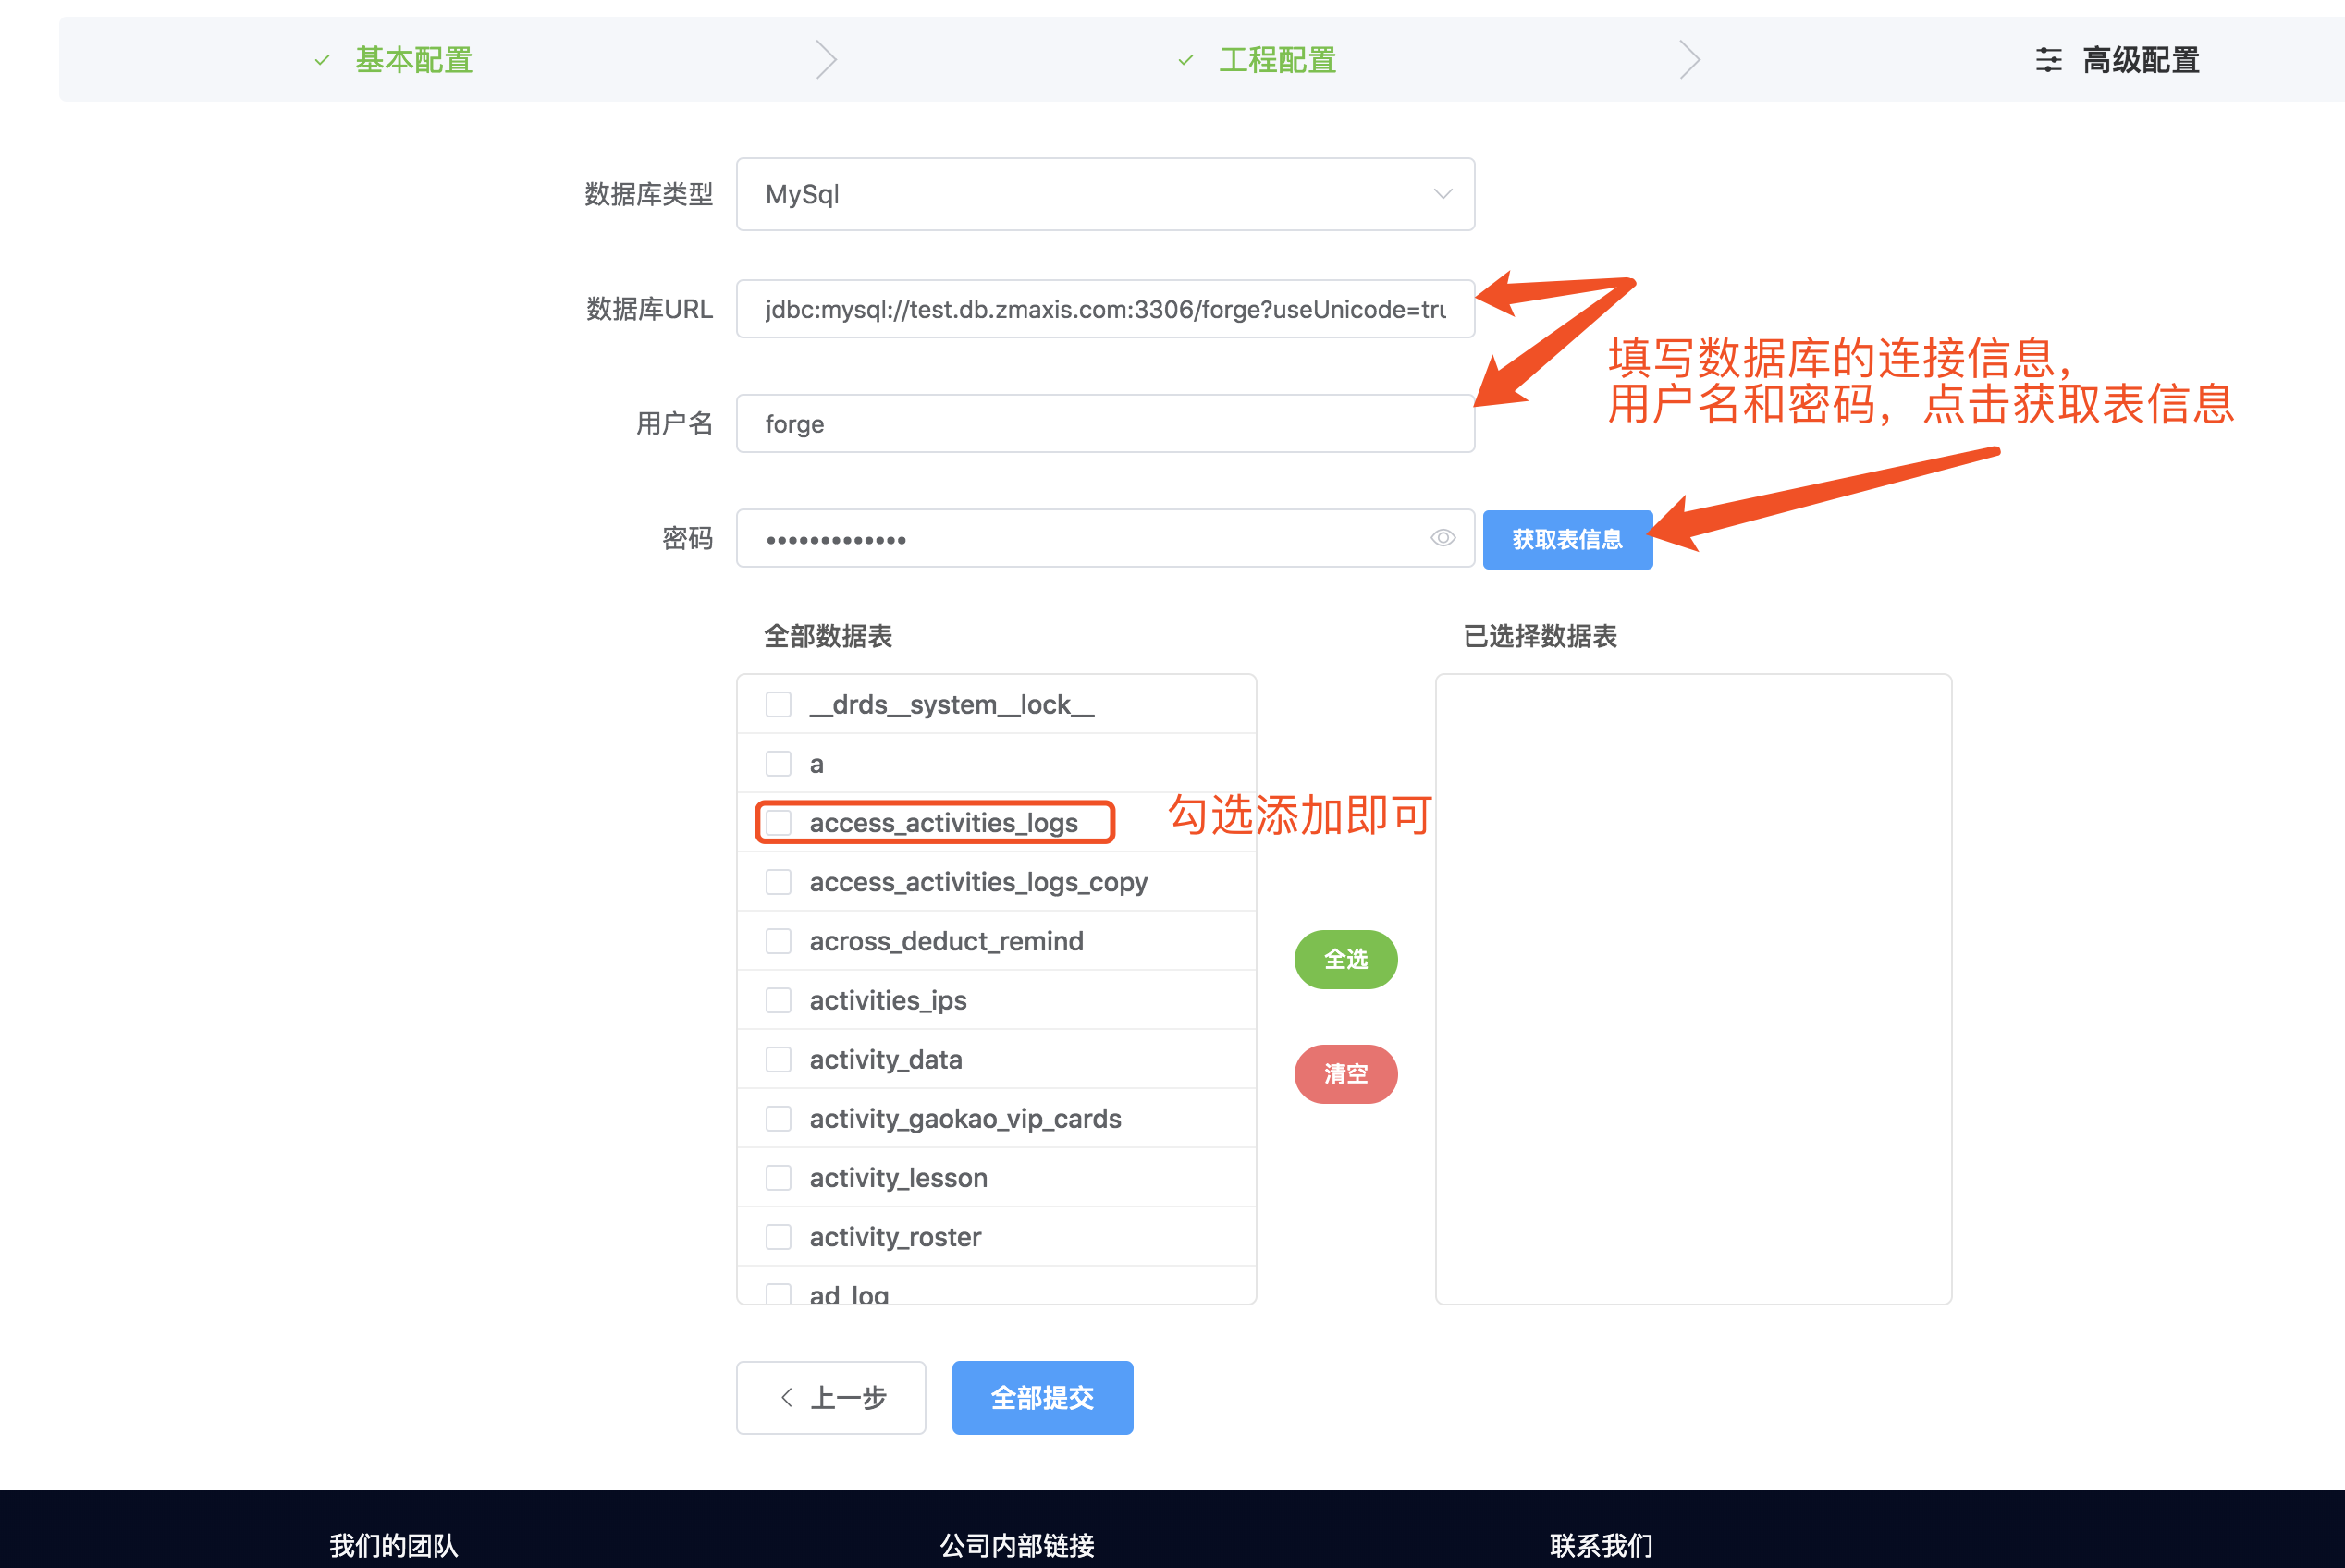 基本配置
工程配置
高级配置
数据库类型
MySql
数据库URL
jdbc:mysql://test.db.zmaxis.com:3306/forge?useUnicode=tru
填写数据库的连接信息，
用户名和密码，点击获取表信息
用户名
forge
密码
•••••••••••••
获取表信息
全部数据表
已选择数据表
__drds__system__lock__
a
access_activities_logs
勾选添加即可
access_activities_logs_copy
across_deduct_remind
全选
activities_ips
activity_data
清空
activity_gaokao_vip_cards
activity_lesson
activity_roster
ad_log
上一步
全部提交
我们的团队
公司内部链接
联系我们